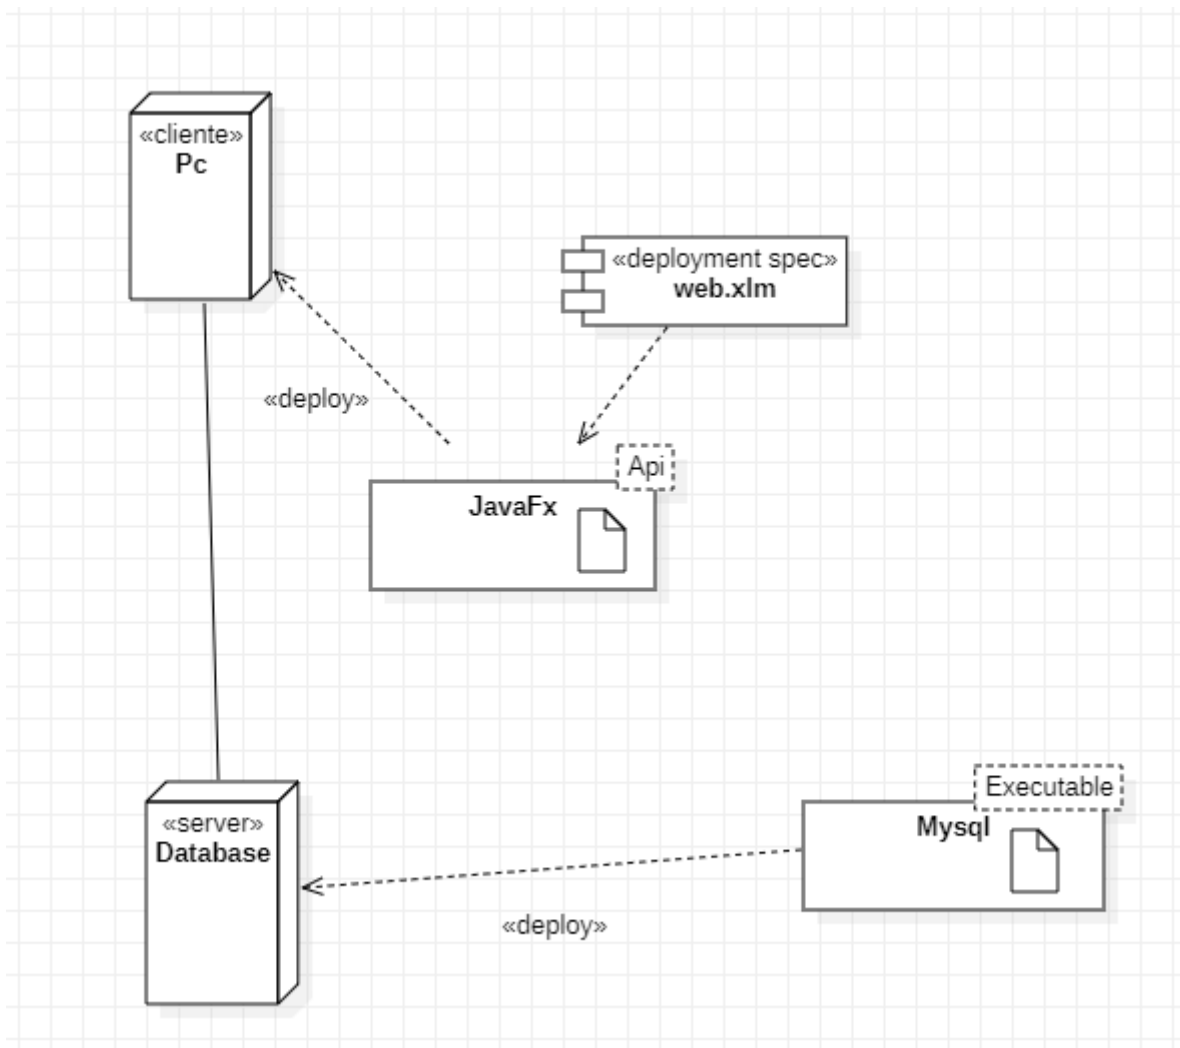 «cliente»
Pc
«deployment spec»
web.xlm
«deploy»
Api
JavaFx
Executable
«server»
Mysql
Database
«deploy»